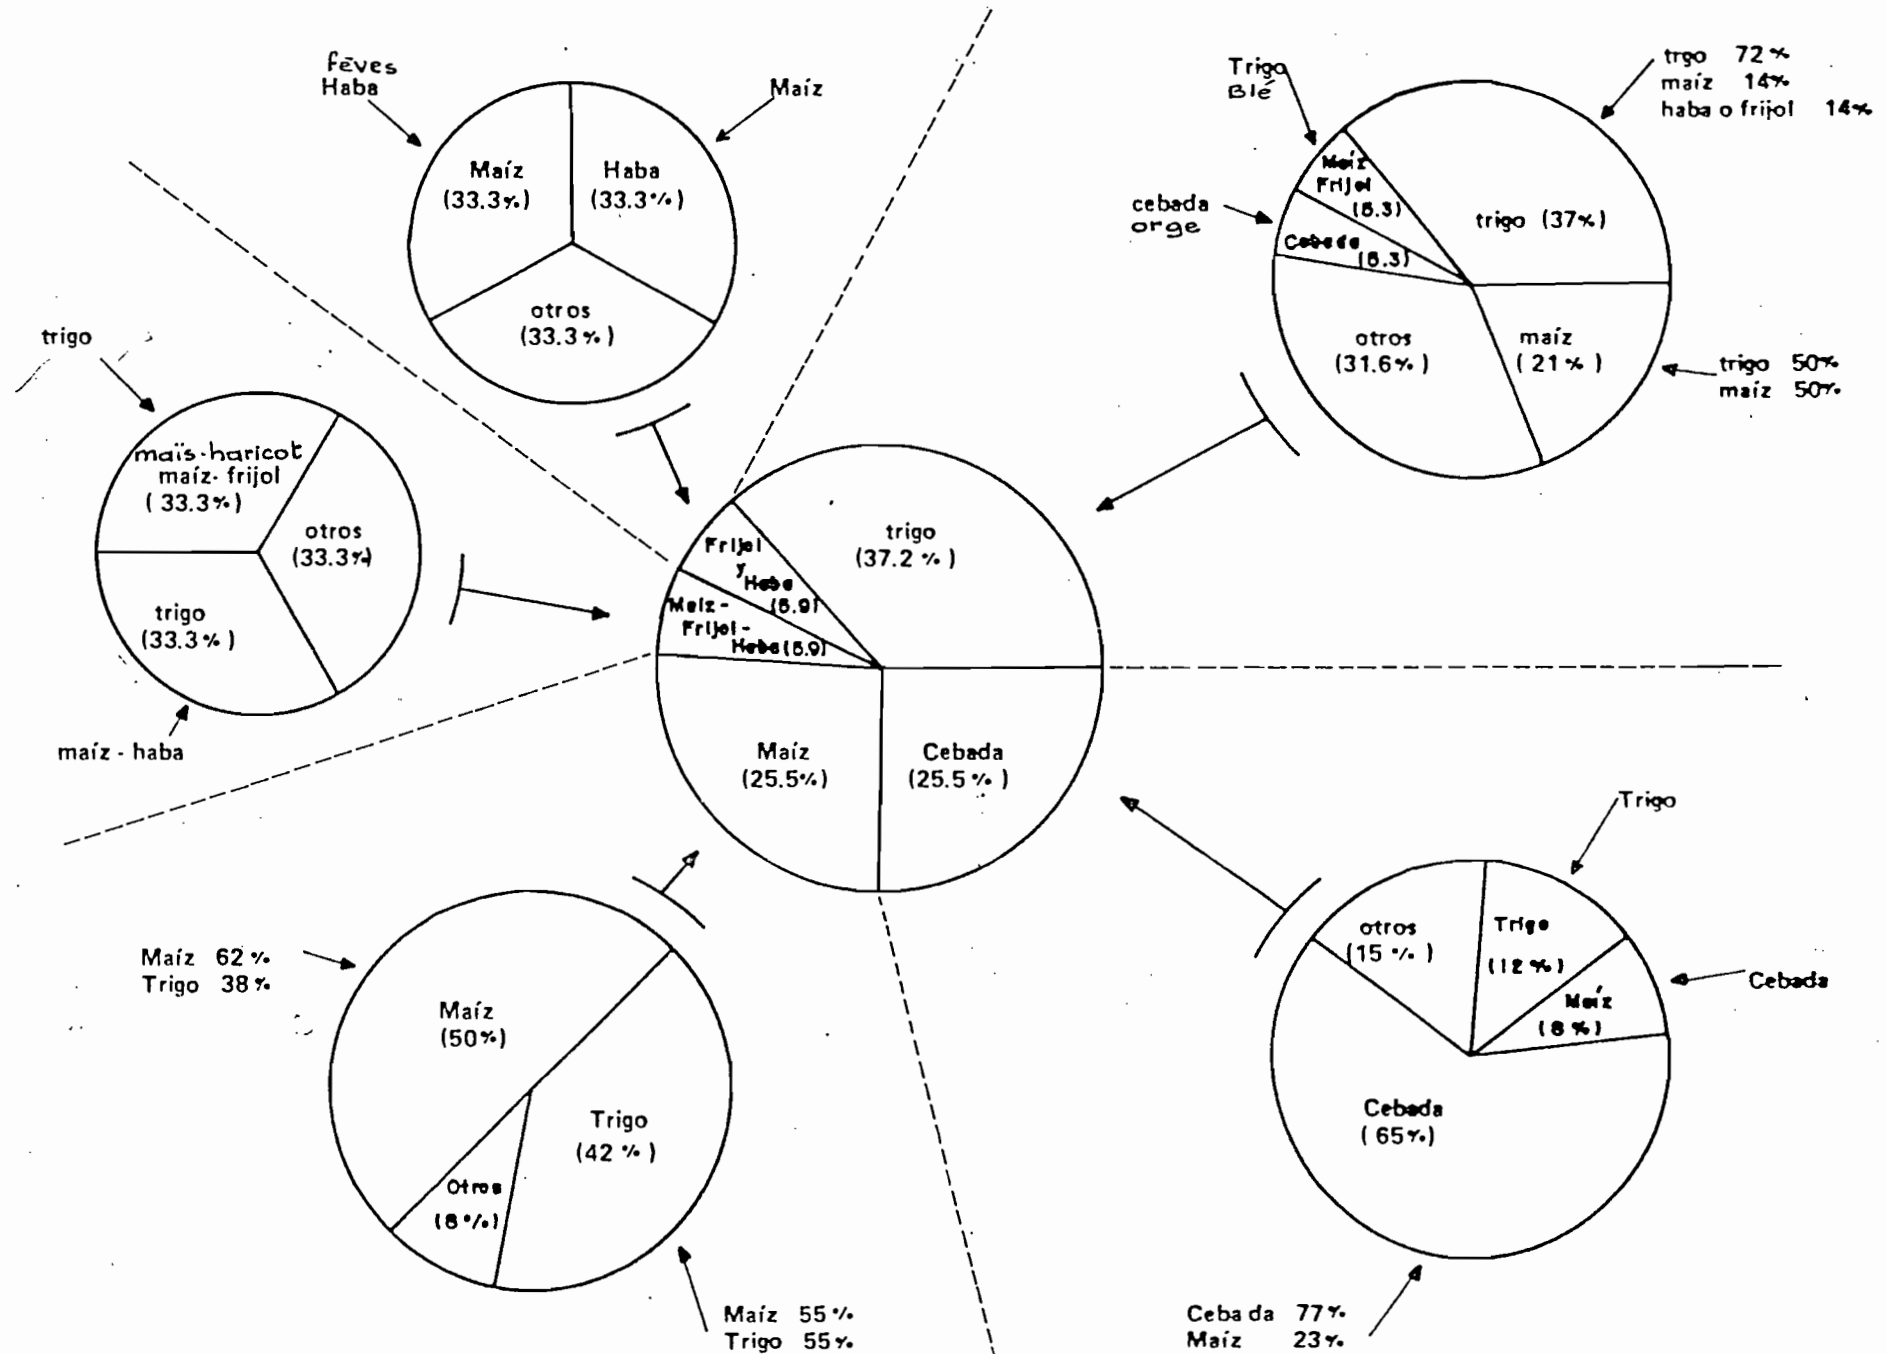 fēves
Haba
Maíz
Maíz
(33.3%)
Haba
(33.3%)
otros
(33.3%)
Trigo
Blé
trgo 72%
maíz 14%
haba o frijol 14%
cebada
orge
Maíz
Frijol
(5.3)
Cebada
(5.3)
trigo (37%)
otros
(31.6%)
maíz
(21%)
trigo 50%
maíz 50%
trigo
maïs-haricot
maíz-frijol
(33.3%)
otros
(33.3%)
trigo
(33.3%)
maíz - haba
trigo
(37.2%)
Frijol
y
Haba
(5.9)
Maíz-
Frijol-
Haba (5.9)
Maíz
(25.5%)
Cebada
(25.5%)
Maíz 62%
Trigo 38%
Maíz
(50%)
Trigo
(42%)
Otros
(8%)
Maíz 55%
Trigo 55%
Trigo
otros
(15%)
Trigo
(12%)
Maíz
(8%)
Cebada
Cebada
(65%)
Cebada 77%
Maíz 23%